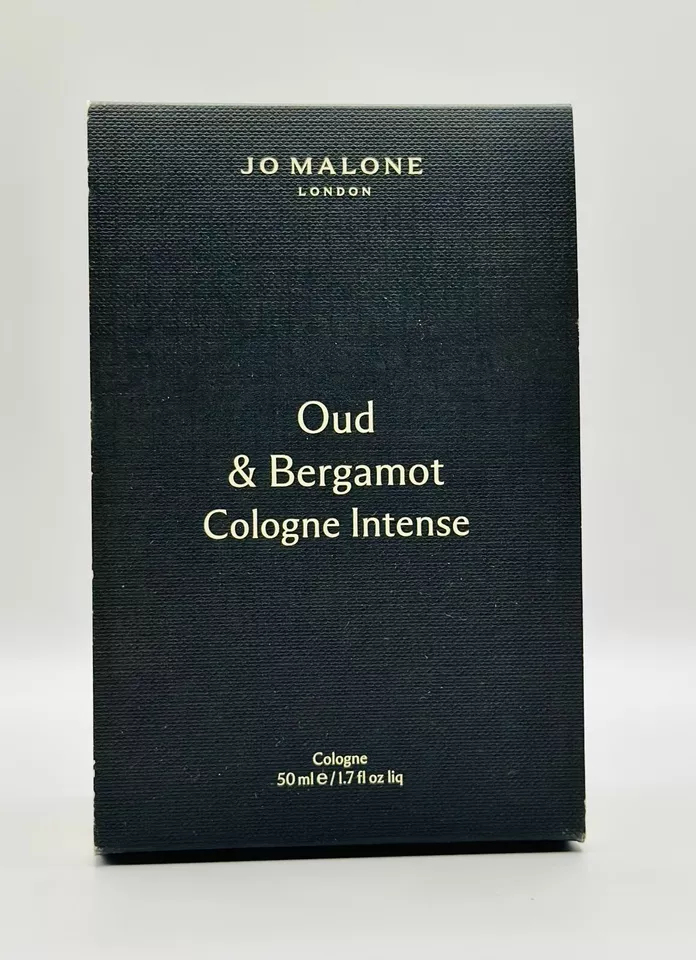 JO MALONE
LONDON
Oud
& Bergamot
Cologne Intense
Cologne
50 ml ℮ / 1.7 fl oz liq